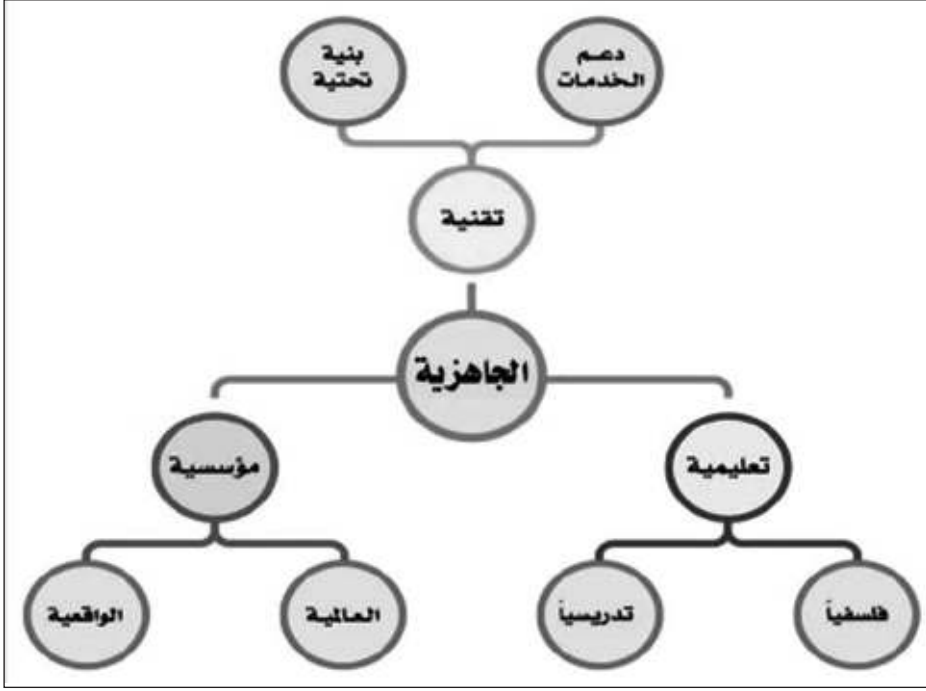 دعم
الخدمات
بنية
تحتية
تقنية
الجاهزية
تعليمية
مؤسسية
فلسفياً
تدريسياً
العالمية
الواقعية